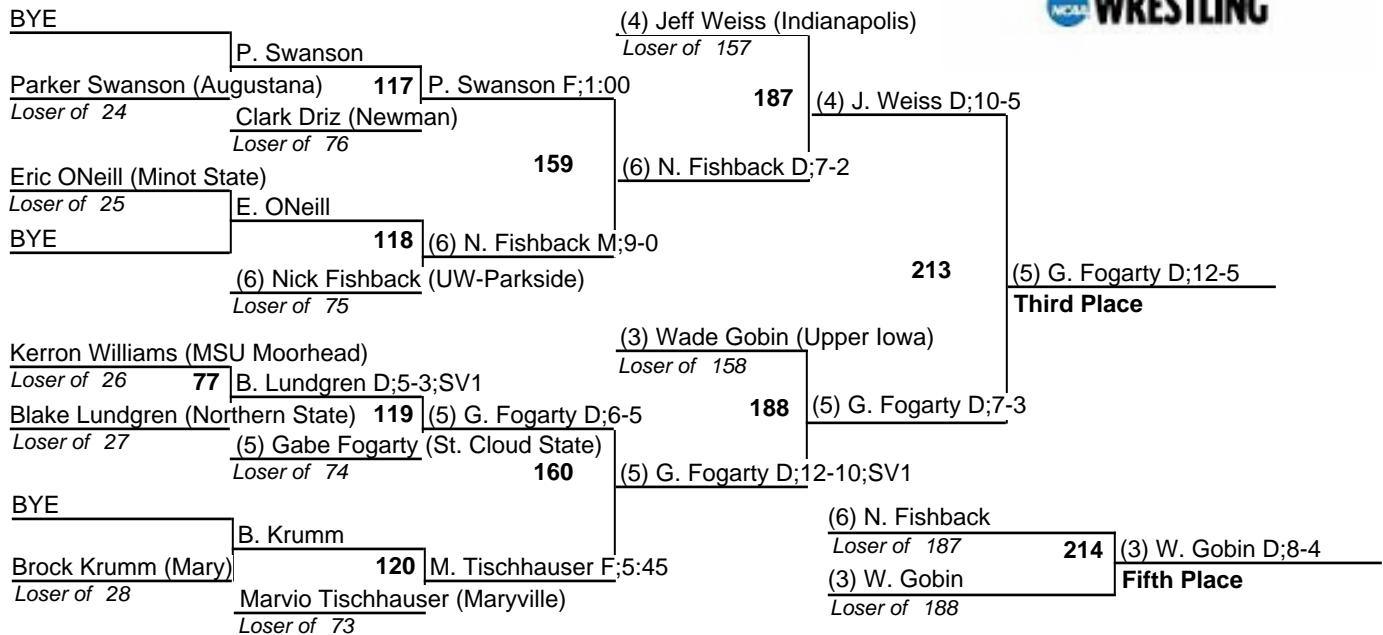 NCAA WRESTLING
BYE
P. Swanson
Parker Swanson (Augustana)
Loser of 24
117
P. Swanson F;1:00
Clark Driz (Newman)
Loser of 76
159
Eric ONeill (Minot State)
Loser of 25
E. ONeill
BYE
118
(6) N. Fishback M;9-0
(6) Nick Fishback (UW-Parkside)
Loser of 75
(4) Jeff Weiss (Indianapolis)
Loser of 157
187
(4) J. Weiss D;10-5
(6) N. Fishback D;7-2
213
(5) G. Fogarty D;12-5
Third Place
Kerron Williams (MSU Moorhead)
Loser of 26
77
B. Lundgren D;5-3;SV1
Blake Lundgren (Northern State)
Loser of 27
119
(5) G. Fogarty D;6-5
(5) Gabe Fogarty (St. Cloud State)
Loser of 74
160
BYE
B. Krumm
Brock Krumm (Mary)
Loser of 28
120
M. Tischhauser F;5:45
Marvio Tischhauser (Maryville)
Loser of 73
(3) Wade Gobin (Upper Iowa)
Loser of 158
188
(5) G. Fogarty D;7-3
(5) G. Fogarty D;12-10;SV1
(6) N. Fishback
Loser of 187
214
(3) W. Gobin D;8-4
Fifth Place
(3) W. Gobin
Loser of 188